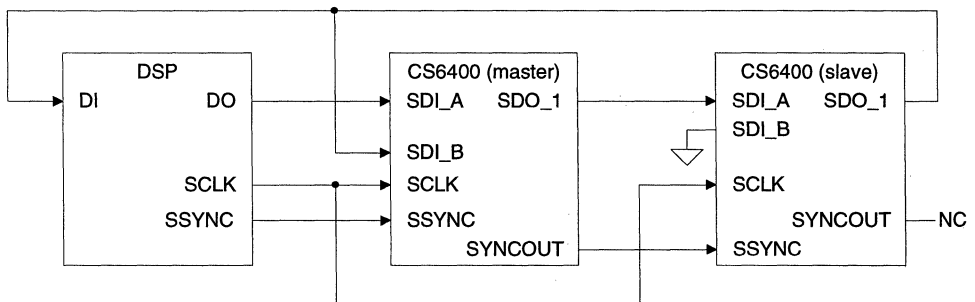 DSP
CS6400 (master)
CS6400 (slave)
DI
DO
SDI_A
SDO_1
SDI_A
SDO_1
SDI_B
SDI_B
SCLK
SCLK
SCLK
SSYNC
SSYNC
SYNCOUT
NC
SYNCOUT
SSYNC